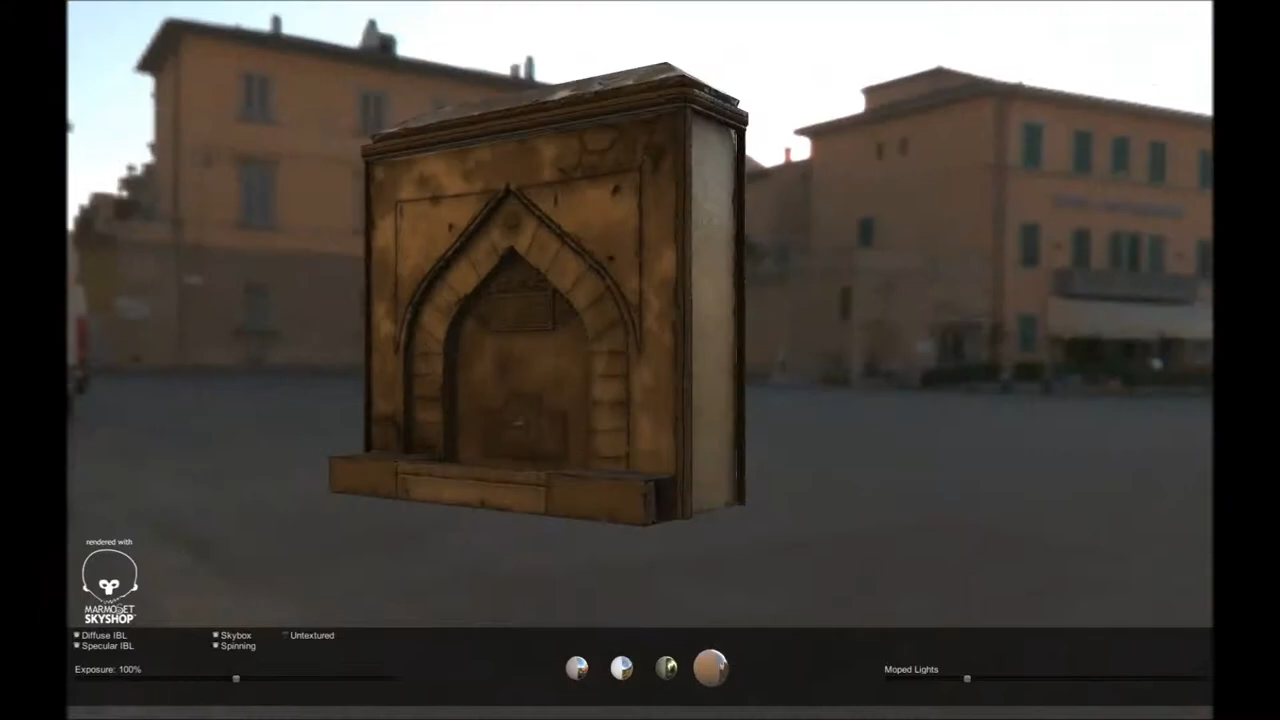 rendered with
MARMOSET
SKYSHOP
Diffuse IBL
Specular IBL
Skybox
Spinning
Untextured
Exposure: 100%
Moped Lights